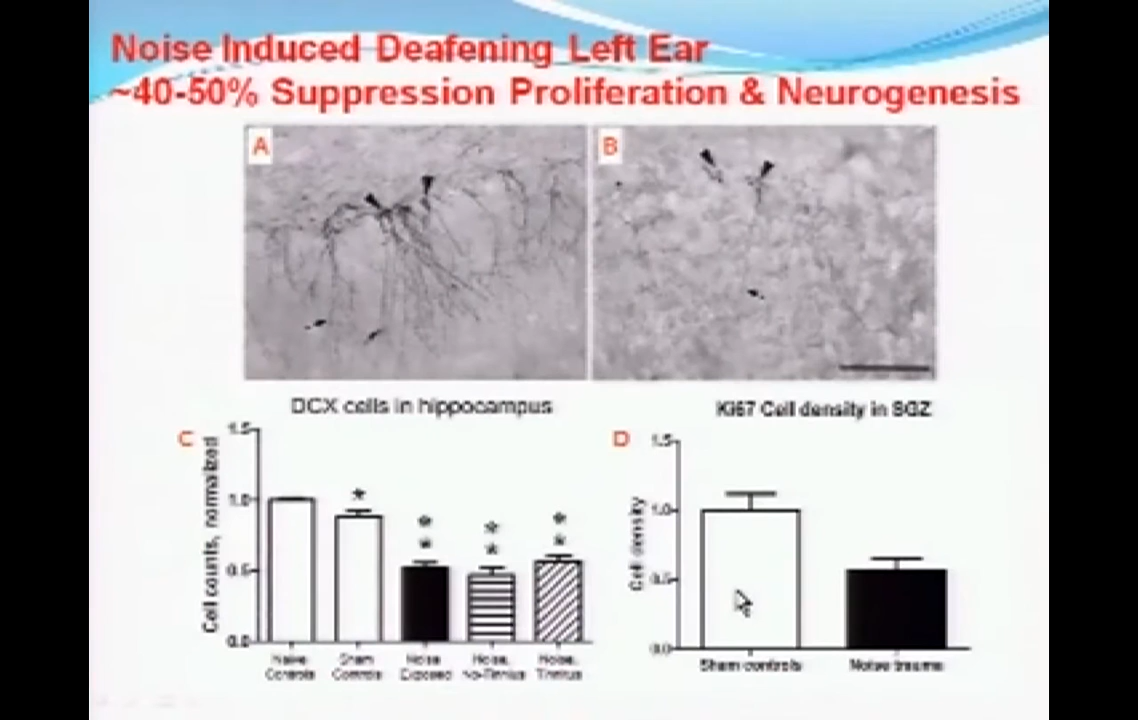 Noise Induced Deafening Left Ear
~40-50% Suppression Proliferation & Neurogenesis
A
B
DCX cells in hippocampus
Ki67 Cell density in SGZ
C
Cell counts, normalized
1.5
1.0
0.5
0.0
*
* *
* *
* *
Naive Controls
Sham Controls
Noise Exposed
Noise, No-Tinnitus
Noise, Tinnitus
D
Cell density
1.5
1.0
0.5
0.0
Sham controls
Noise trauma